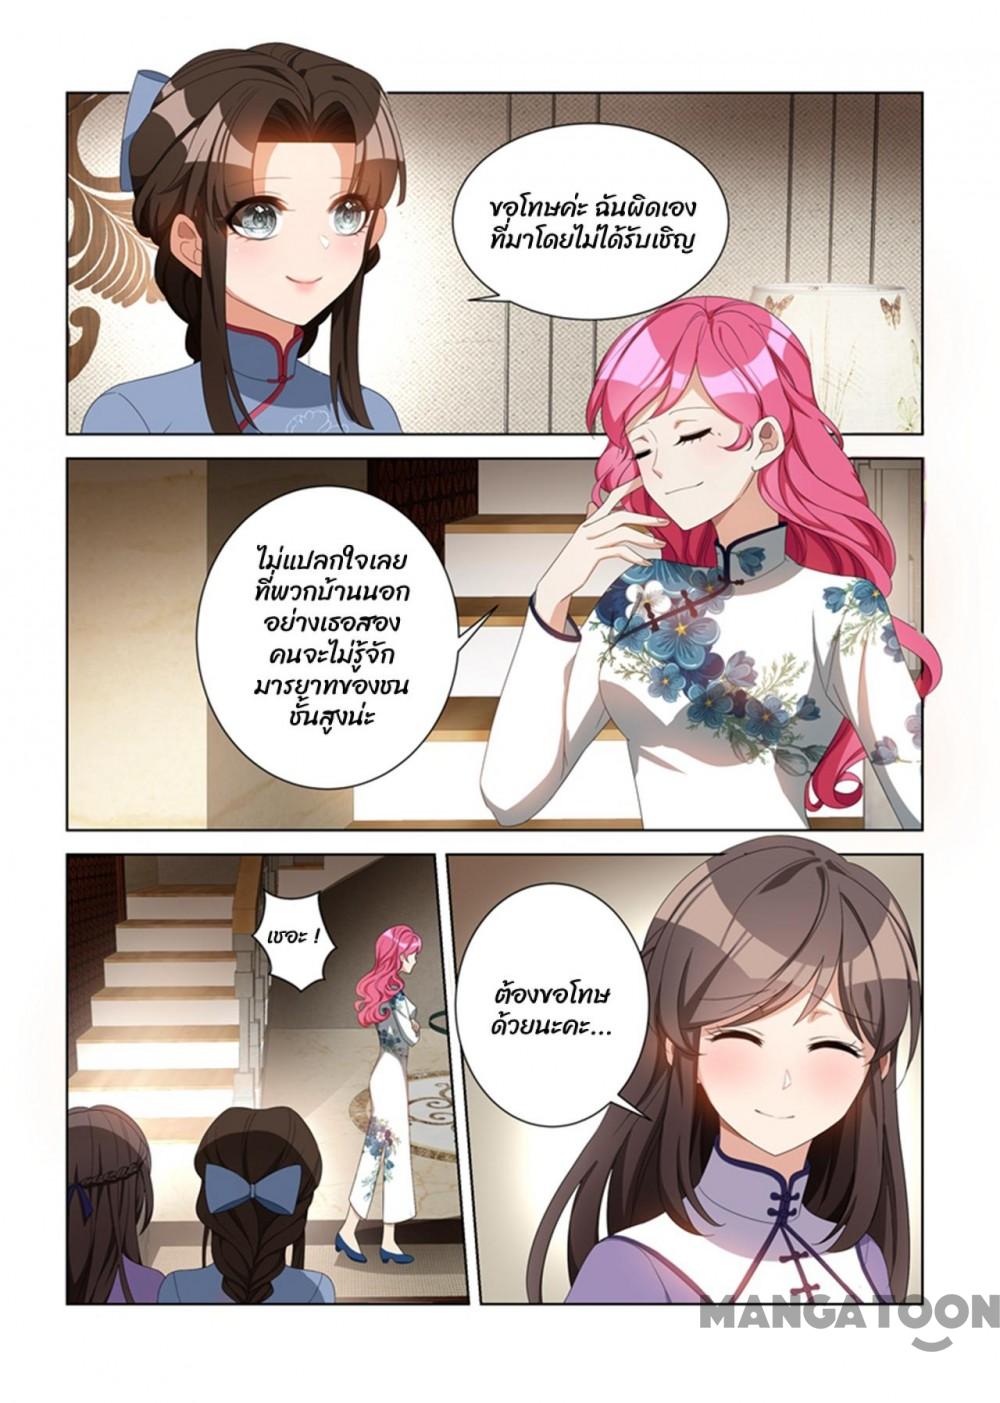 ขอโทษค่ะ ฉันผิดเอง
ที่มาโดยไม่ได้รับเชิญ
ไม่แปลกใจเลย
ที่พวกบ้านนอก
อย่างเธอสอง
คนจะไม่รู้จัก
มารยาทของชน
ชั้นสูงน่ะ
เชอะ !
ต้องขอโทษ
ด้วยนะคะ...
MANGATOON